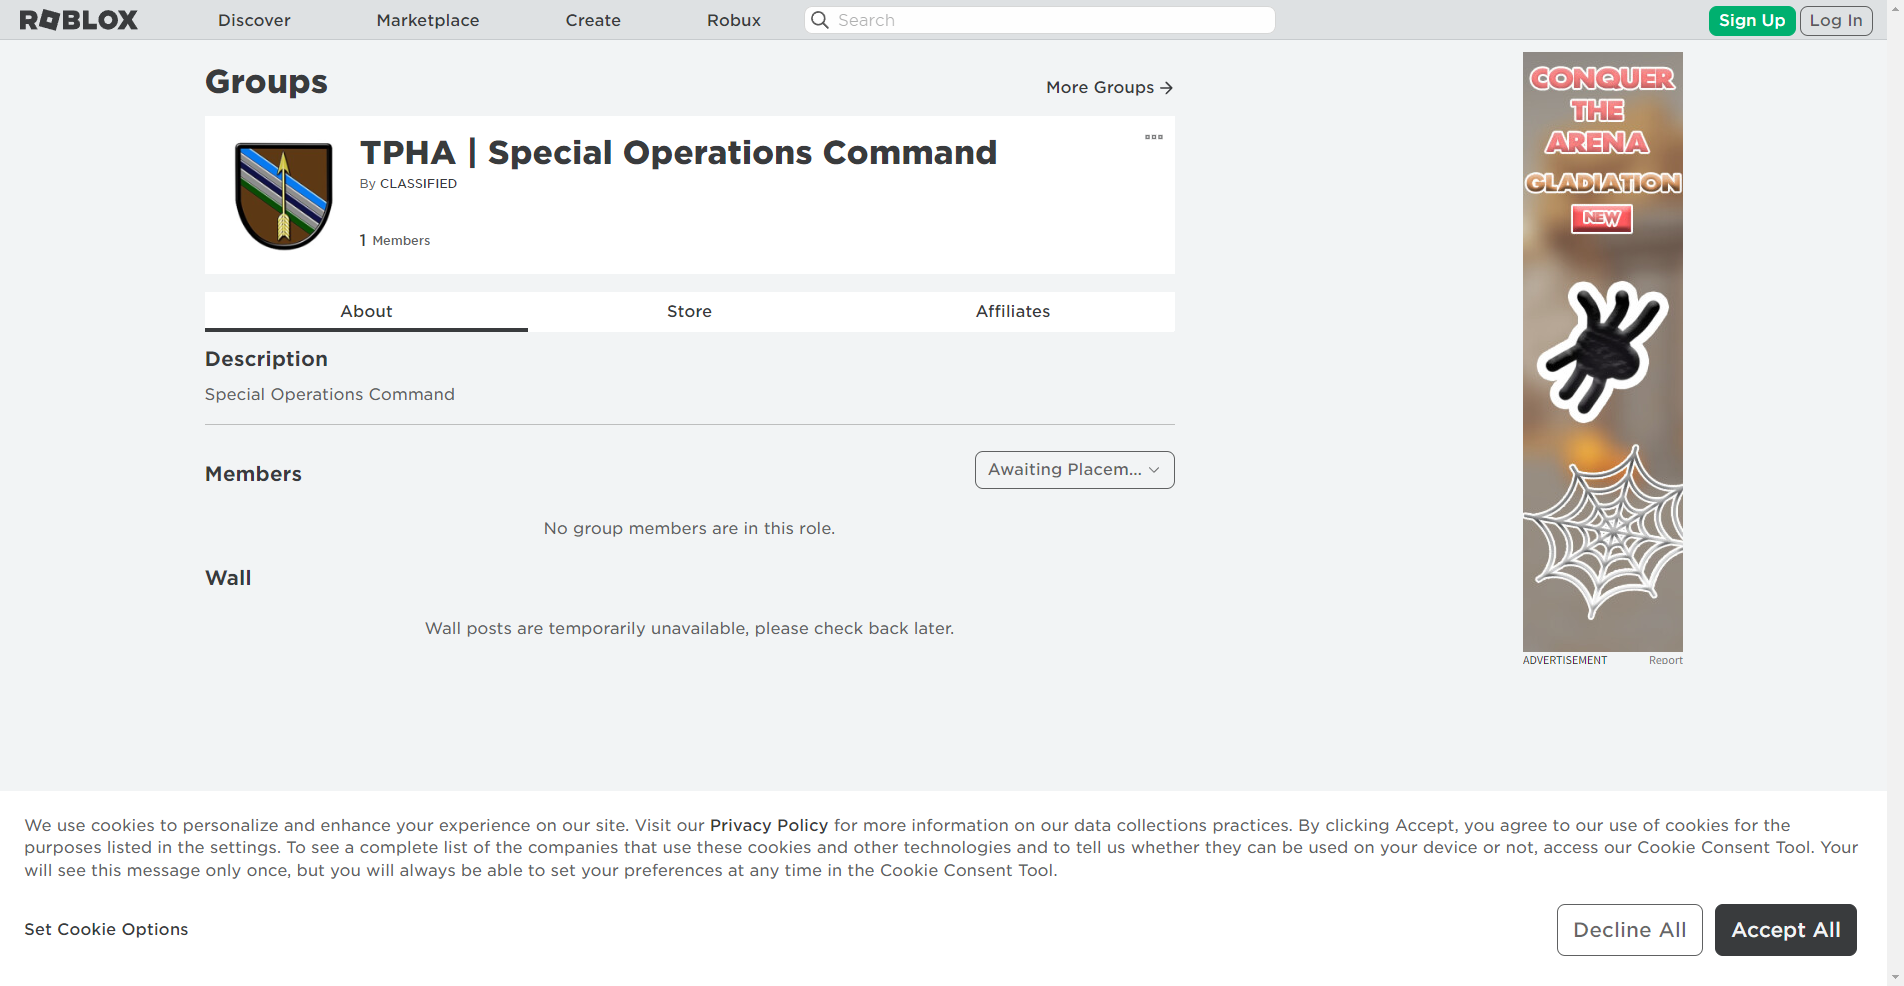 ROBLOX
Discover
Marketplace
Create
Robux
Search
Sign Up
Log In
Groups
More Groups
TPHA | Special Operations Command
By CLASSIFIED
1 Members
About
Store
Affiliates
Description
Special Operations Command
Members
Awaiting Placem...
No group members are in this role.
Wall
Wall posts are temporarily unavailable, please check back later.
CONQUER
THE
ARENA
GLADIATION
NEW
ADVERTISEMENT
Report
We use cookies to personalize and enhance your experience on our site. Visit our Privacy Policy for more information on our data collections practices. By clicking Accept, you agree to our use of cookies for the
purposes listed in the settings. To see a complete list of the companies that use these cookies and other technologies and to tell us whether they can be used on your device or not, access our Cookie Consent Tool. Your
will see this message only once, but you will always be able to set your preferences at any time in the Cookie Consent Tool.
Set Cookie Options
Decline All
Accept All